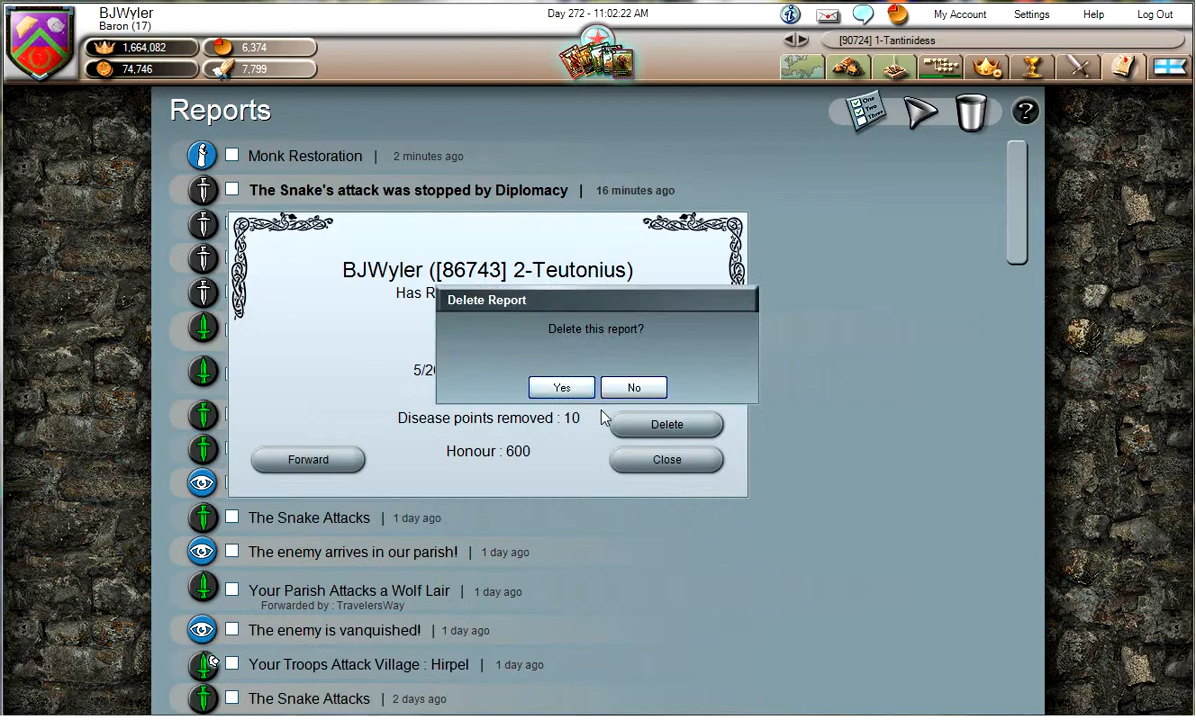 BJWyler
Baron (17)
1,664,082
6,374
74,746
7,799
Day 272 - 11:02:22 AM
My Account
Settings
Help
Log Out
[90724] 1-Tantinidess
Reports
Monk Restoration | 2 minutes ago
The Snake's attack was stopped by Diplomacy | 16 minutes ago
BJWyler ([86743] 2-Teutonius)
Has R
Delete Report
Delete this report?
Yes
No
Disease points removed : 10
Delete
Honour : 600
Forward
Close
The Snake Attacks | 1 day ago
The enemy arrives in our parish! | 1 day ago
Your Parish Attacks a Wolf Lair | 1 day ago
Forwarded by : TravelersWay
The enemy is vanquished! | 1 day ago
Your Troops Attack Village : Hirpel | 1 day ago
The Snake Attacks | 2 days ago